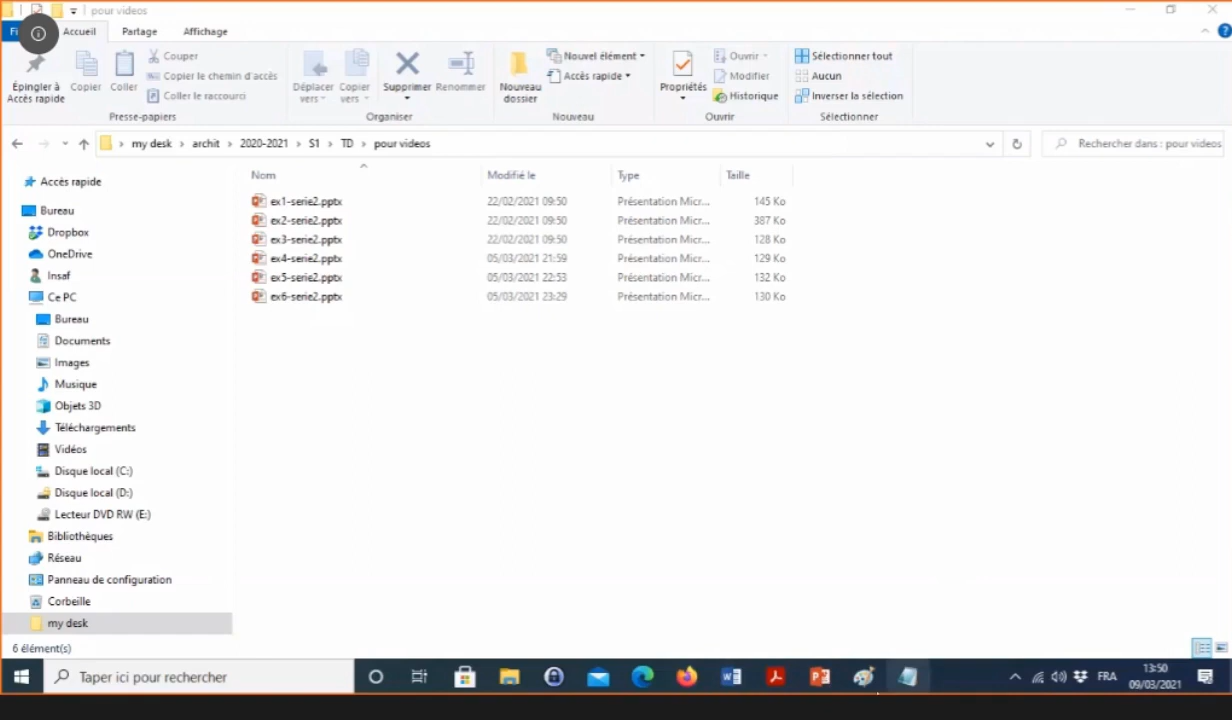 pour videos
Fi Accueil Partage Affichage
Épingler à Accès rapide
Copier
Coller
Couper
Copier le chemin d'accès
Coller le raccourci
Presse-papiers
Déplacer vers
Copier vers
Supprimer
Renommer
Organiser
Nouveau dossier
Nouvel élément
Accès rapide
Nouveau
Propriétés
Ouvrir
Modifier
Historique
Ouvrir
Sélectionner tout
Aucun
Inverser la sélection
Sélectionner
my desk › archit › 2020-2021 › S1 › TD › pour videos
Rechercher dans : pour videos
Nom Modifié le Type Taille
ex1-serie2.pptx 22/02/2021 09:50 Présentation Micr... 145 Ko
ex2-serie2.pptx 22/02/2021 09:50 Présentation Micr... 387 Ko
ex3-serie2.pptx 22/02/2021 09:50 Présentation Micr... 128 Ko
ex4-serie2.pptx 05/03/2021 21:59 Présentation Micr... 129 Ko
ex5-serie2.pptx 05/03/2021 22:53 Présentation Micr... 132 Ko
ex6-serie2.pptx 05/03/2021 23:29 Présentation Micr... 130 Ko
Accès rapide
Bureau
Dropbox
OneDrive
Insaf
Ce PC
Bureau
Documents
Images
Musique
Objets 3D
Téléchargements
Vidéos
Disque local (C:)
Disque local (D:)
Lecteur DVD RW (E:)
Bibliothèques
Réseau
Panneau de configuration
Corbeille
my desk
6 élément(s)
Taper ici pour rechercher
FRA
13:50
09/03/2021